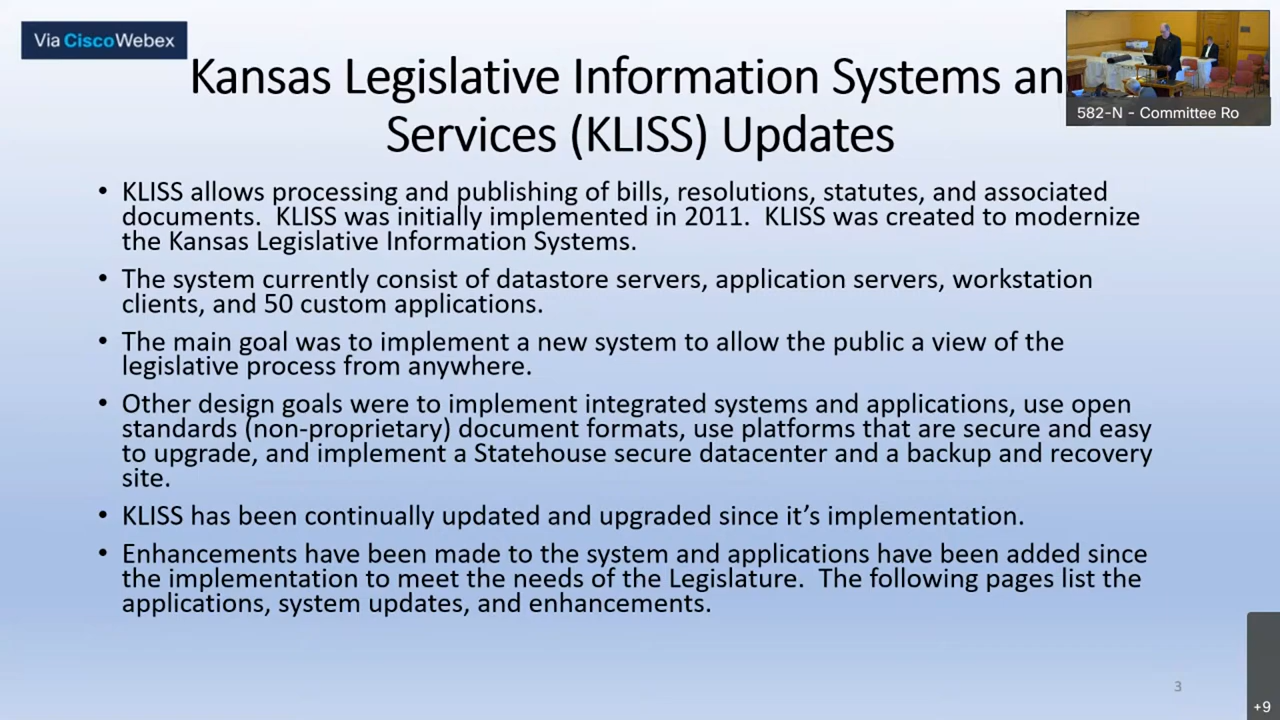 Via CiscoWebex
Kansas Legislative Information Systems an
Services (KLISS) Updates
582-N - Committee Ro
• KLISS allows processing and publishing of bills, resolutions, statutes, and associated
documents. KLISS was initially implemented in 2011. KLISS was created to modernize
the Kansas Legislative Information Systems.
• The system currently consist of datastore servers, application servers, workstation
clients, and 50 custom applications.
• The main goal was to implement a new system to allow the public a view of the
legislative process from anywhere.
• Other design goals were to implement integrated systems and applications, use open
standards (non-proprietary) document formats, use platforms that are secure and easy
to upgrade, and implement a Statehouse secure datacenter and a backup and recovery
site.
• KLISS has been continually updated and upgraded since it’s implementation.
• Enhancements have been made to the system and applications have been added since
the implementation to meet the needs of the Legislature. The following pages list the
applications, system updates, and enhancements.
3
+9